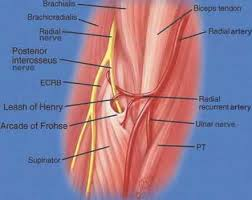 Brachialis
Brachioradialis
Radial
nerve
Posterior
interosseus
nerve
ECRB
Leash of Henry
Arcade of Frohse
Supinator
Biceps tendon
Radial artery
Radial
recurrent artery
Ulnar nerve
PT